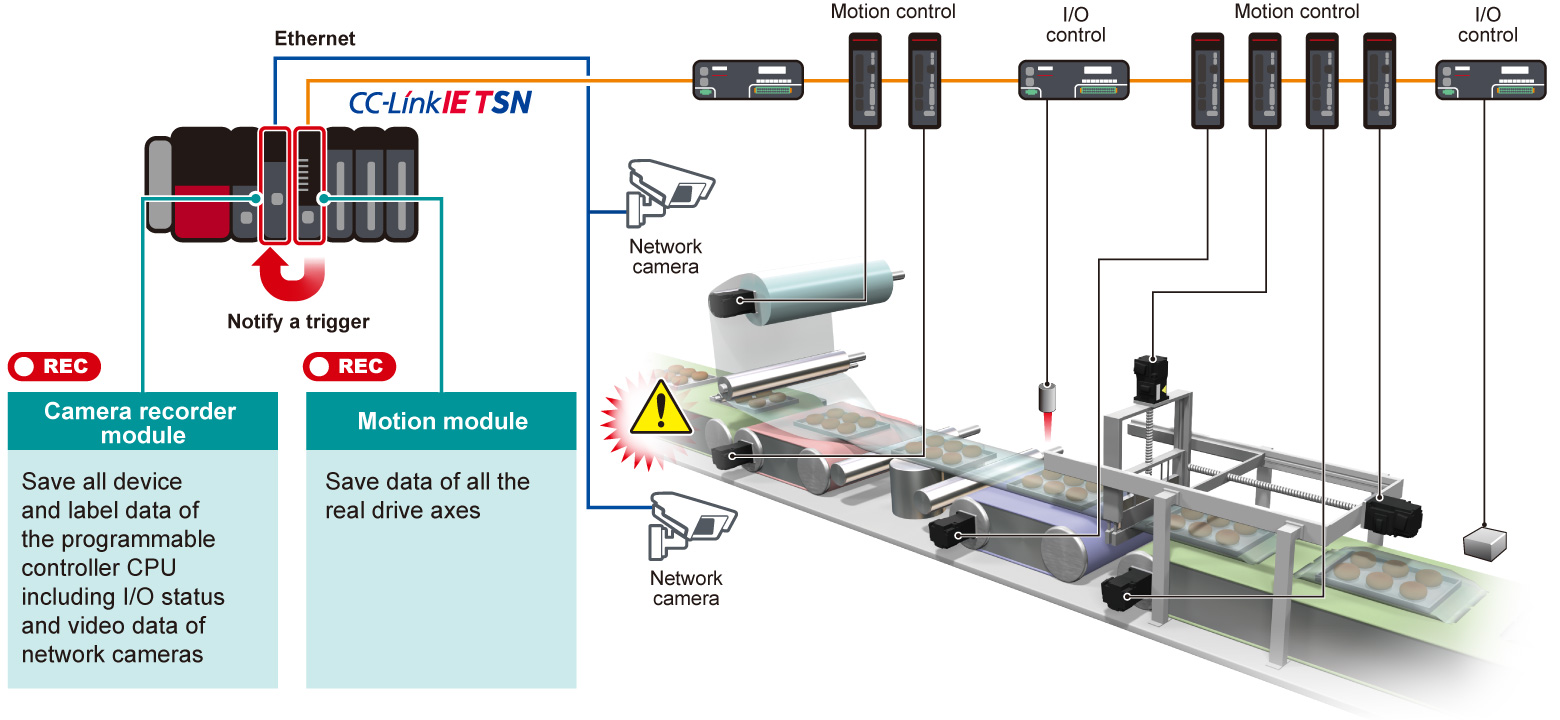 Motion control
I/O
control
Motion control
I/O
control
Ethernet
CC-Link IE TSN
Network
camera
Notify a trigger
REC
REC
Camera recorder
module
Motion module
Save all device
and label data of
the programmable
controller CPU
including I/O status
and video data of
network cameras
Save data of all the
real drive axes
!
Network
camera